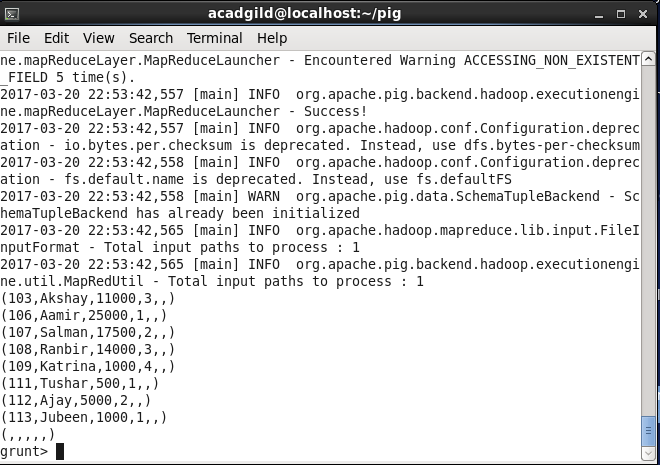 acadgild@localhost:~/pig
File Edit View Search Terminal Help
ne.mapReduceLayer.MapReduceLauncher - Encountered Warning ACCESSING_NON_EXISTENT
_FIELD 5 time(s).
2017-03-20 22:53:42,557 [main] INFO  org.apache.pig.backend.hadoop.executionengi
ne.mapReduceLayer.MapReduceLauncher - Success!
2017-03-20 22:53:42,557 [main] INFO  org.apache.hadoop.conf.Configuration.deprec
ation - io.bytes.per.checksum is deprecated. Instead, use dfs.bytes-per-checksum
2017-03-20 22:53:42,558 [main] INFO  org.apache.hadoop.conf.Configuration.deprec
ation - fs.default.name is deprecated. Instead, use fs.defaultFS
2017-03-20 22:53:42,558 [main] WARN  org.apache.pig.data.SchemaTupleBackend - Sc
hemaTupleBackend has already been initialized
2017-03-20 22:53:42,565 [main] INFO  org.apache.hadoop.mapreduce.lib.input.FileI
nputFormat - Total input paths to process : 1
2017-03-20 22:53:42,565 [main] INFO  org.apache.pig.backend.hadoop.executionengi
ne.util.MapRedUtil - Total input paths to process : 1
(103,Akshay,11000,3,,)
(106,Aamir,25000,1,,)
(107,Salman,17500,2,,)
(108,Ranbir,14000,3,,)
(109,Katrina,1000,4,,)
(111,Tushar,500,1,,)
(112,Ajay,5000,2,,)
(113,Jubeen,1000,1,,)
(,,,,,)
grunt>